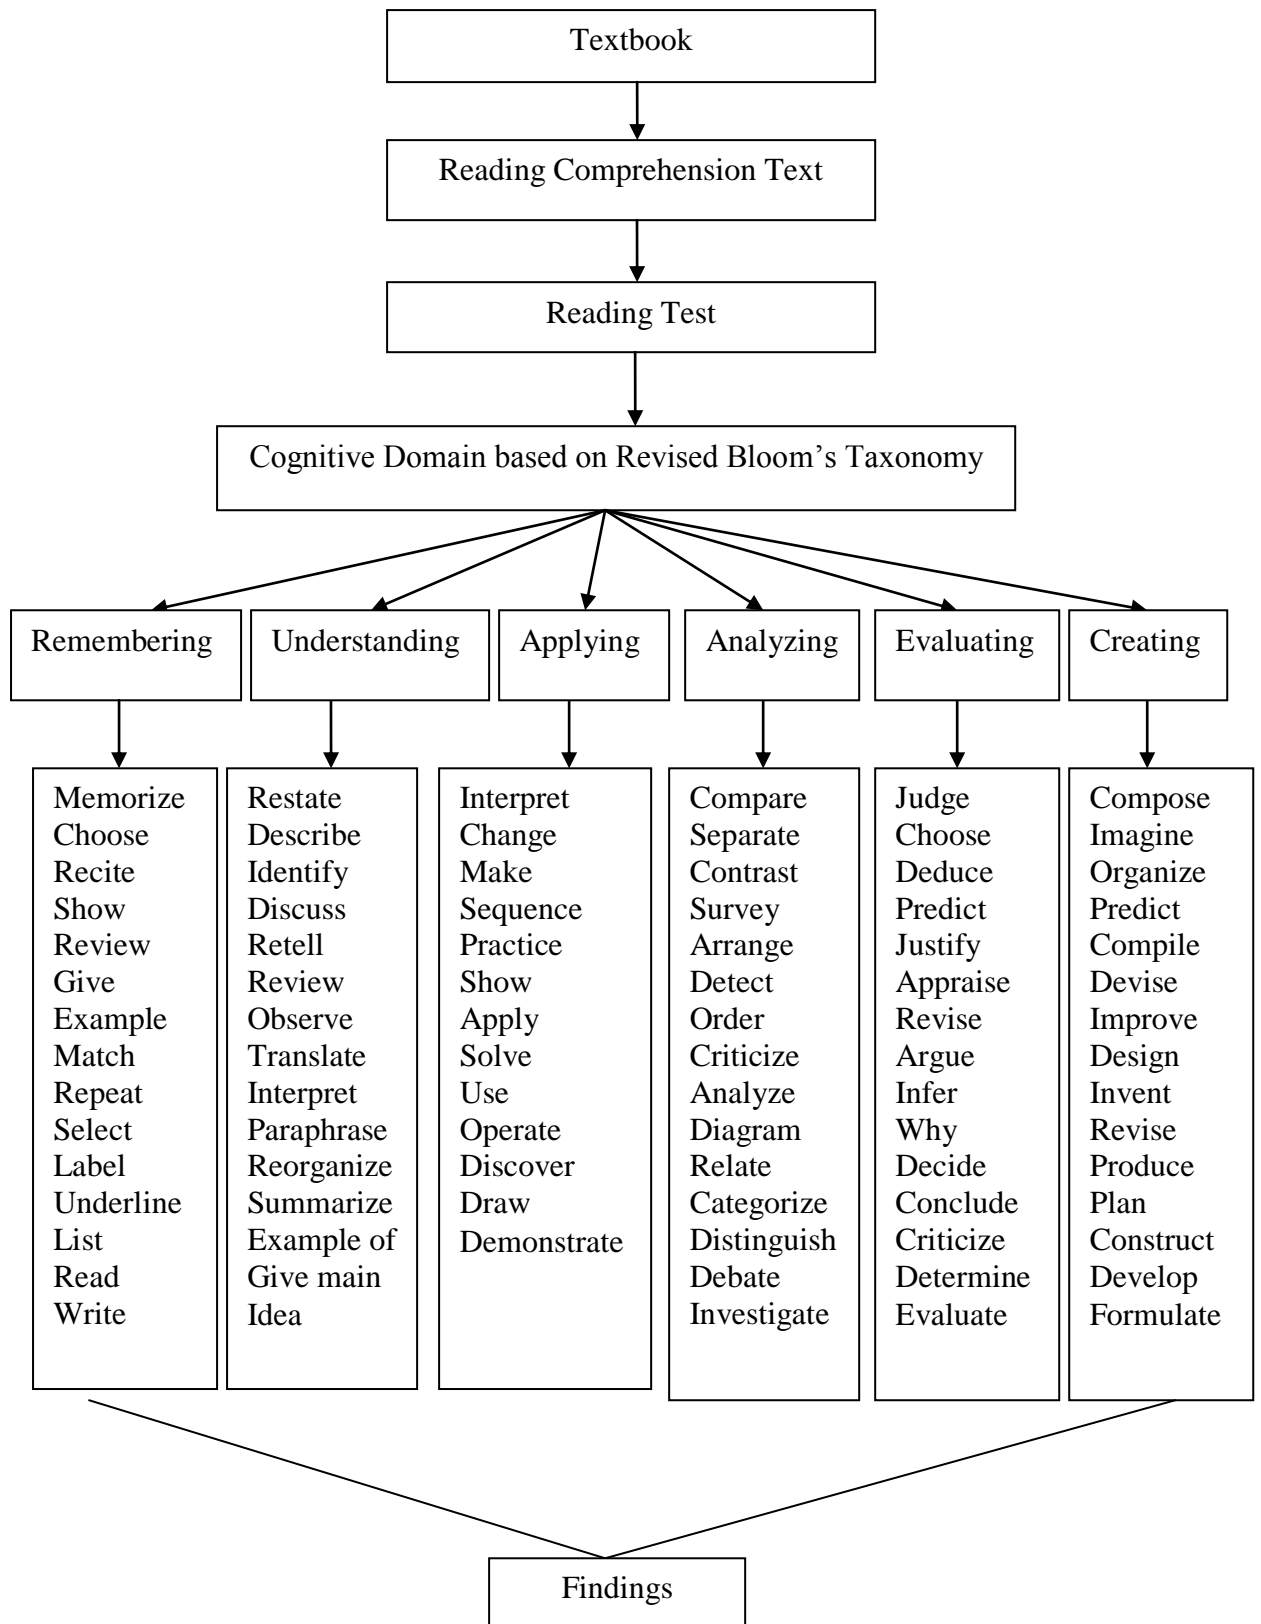 Textbook
Reading Comprehension Text
Reading Test
Cognitive Domain based on Revised Bloom’s Taxonomy
Remembering
Understanding
Applying
Analyzing
Evaluating
Creating
Memorize
Choose
Recite
Show
Review
Give
Example
Match
Repeat
Select
Label
Underline
List
Read
Write
Restate
Describe
Identify
Discuss
Retell
Review
Observe
Translate
Interpret
Paraphrase
Reorganize
Summarize
Example of
Give main
Idea
Interpret
Change
Make
Sequence
Practice
Show
Apply
Solve
Use
Operate
Discover
Draw
Demonstrate
Compare
Separate
Contrast
Survey
Arrange
Detect
Order
Criticize
Analyze
Diagram
Relate
Categorize
Distinguish
Debate
Investigate
Judge
Choose
Deduce
Predict
Justify
Appraise
Revise
Argue
Infer
Why
Decide
Conclude
Criticize
Determine
Evaluate
Compose
Imagine
Organize
Predict
Compile
Devise
Improve
Design
Invent
Revise
Produce
Plan
Construct
Develop
Formulate
Findings